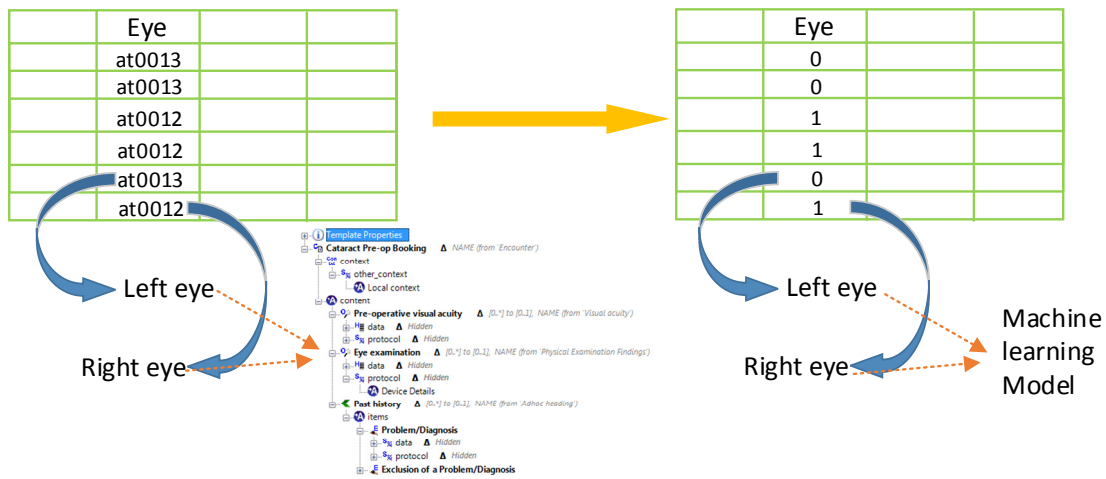 Eye
at0013
at0013
at0012
at0012
at0013
at0012
Left eye
Right eye
Template Properties
Cataract Pre-op Booking Δ NAME (from 'Encounter')
context
other_context
Local context
content
Pre-operative visual acuity Δ [0..*] to [0..1], NAME (from 'Visual acuity')
data Δ Hidden
protocol Δ Hidden
Eye examination Δ [0..*] to [0..1], NAME (from 'Physical Examination Findings')
data Δ Hidden
protocol Δ Hidden
Device Details
Past history Δ [0..*] to [0..1], NAME (from 'Adhoc heading')
items
Problem/Diagnosis
data Δ Hidden
protocol Δ Hidden
Exclusion of a Problem/Diagnosis
Eye
0
0
1
1
0
1
Left eye
Right eye
Machine
learning
Model